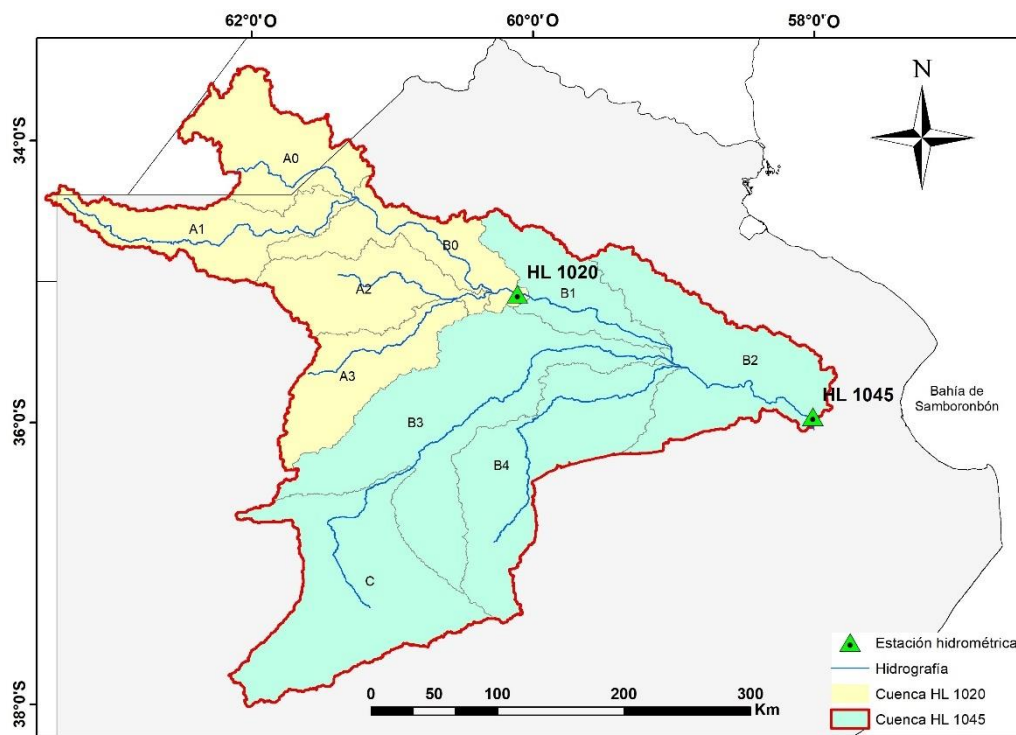 62°0'O 60°0'O 58°0'O
N
34°S
36°0'S
38°0'S
A0
A1
B0
A2
HL 1020
B1
A3
B2
HL 1045
Bahía de
Samboronbón
B3
B4
C
Estación hidrométrica
Hidrografía
Cuenca HL 1020
Cuenca HL 1045
0 50 100 200 300
Km